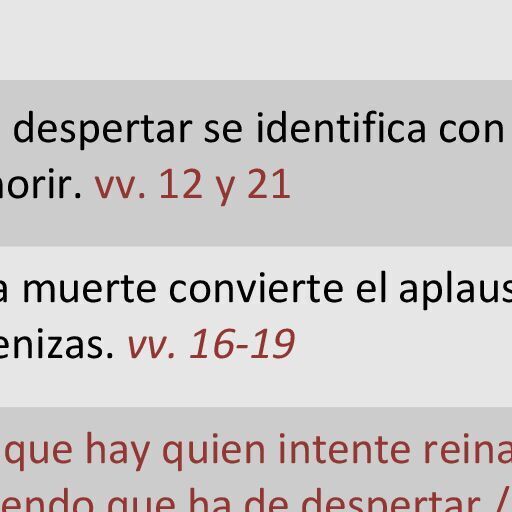 despertar se identifica con
orir. vv. 12 y 21
a muerte convierte el aplaus
enizas. vv. 16-19
que hay quien intente reina
endo que ha de despertar /